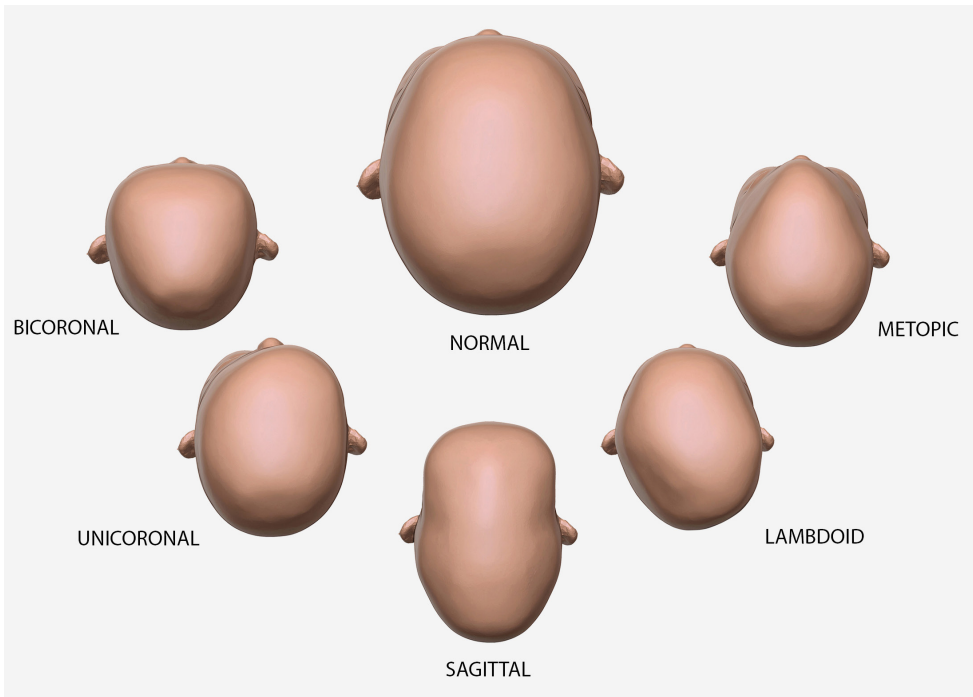 BICORONAL
NORMAL
METOPIC
UNICORONAL
LAMBDOID
SAGITTAL